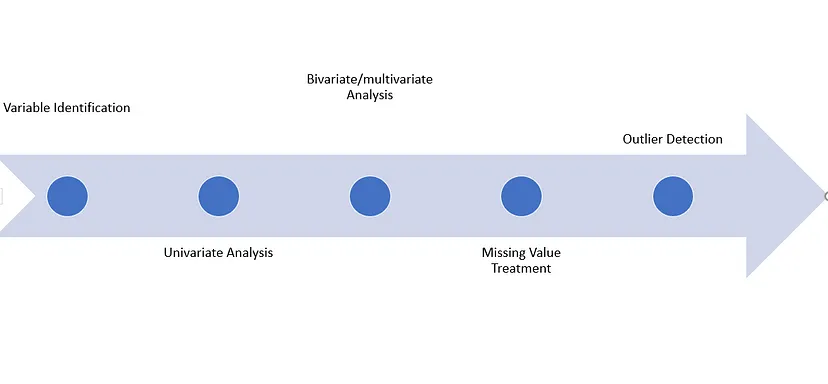 Variable Identification
Univariate Analysis
Bivariate/multivariate
Analysis
Missing Value
Treatment
Outlier Detection